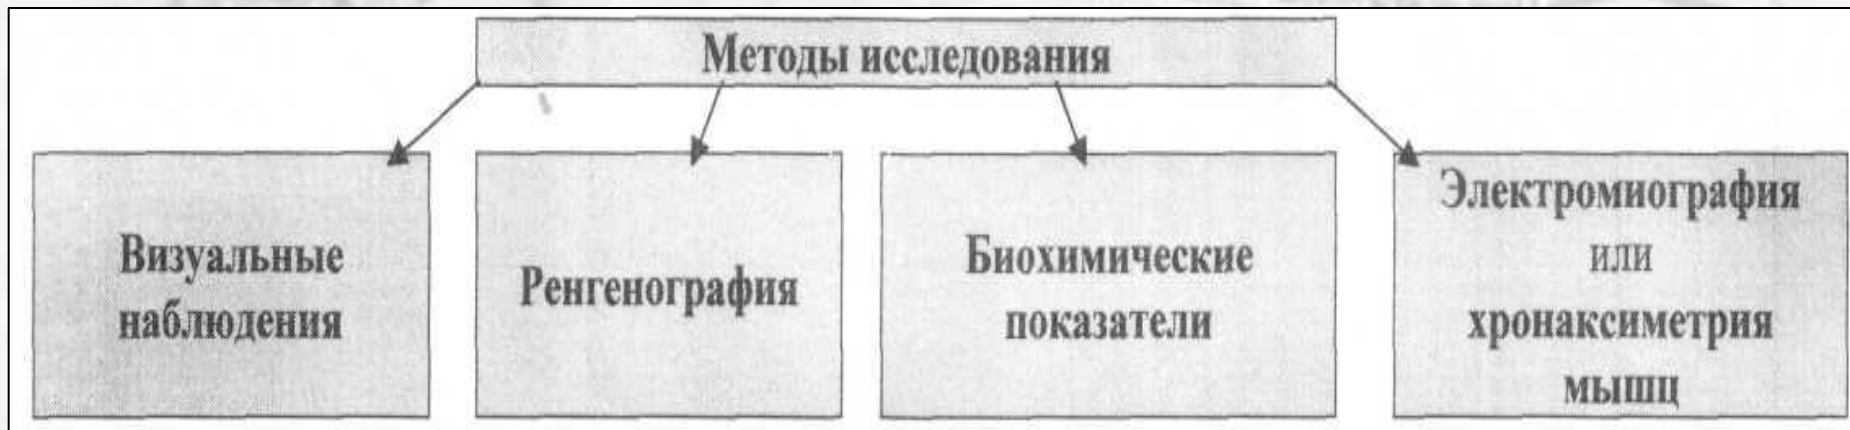 Методы исследования
Визуальные
наблюдения
Ренгенография
Биохимические
показатели
Электромиография
или
хронаксиметрия
мышц